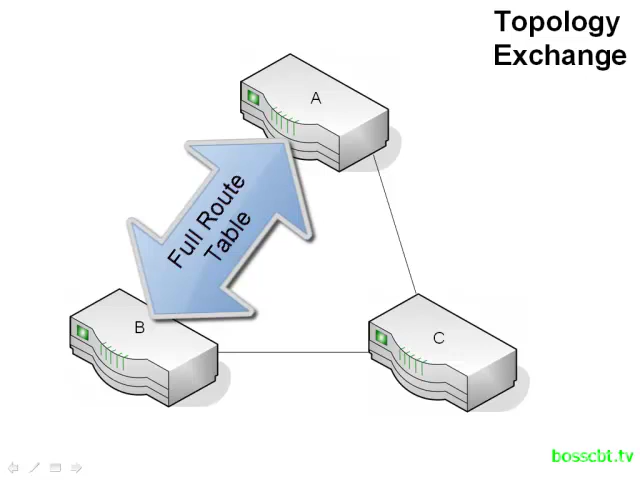 Topology
Exchange
A
Full Route
Table
B
C
bosscbt.tv